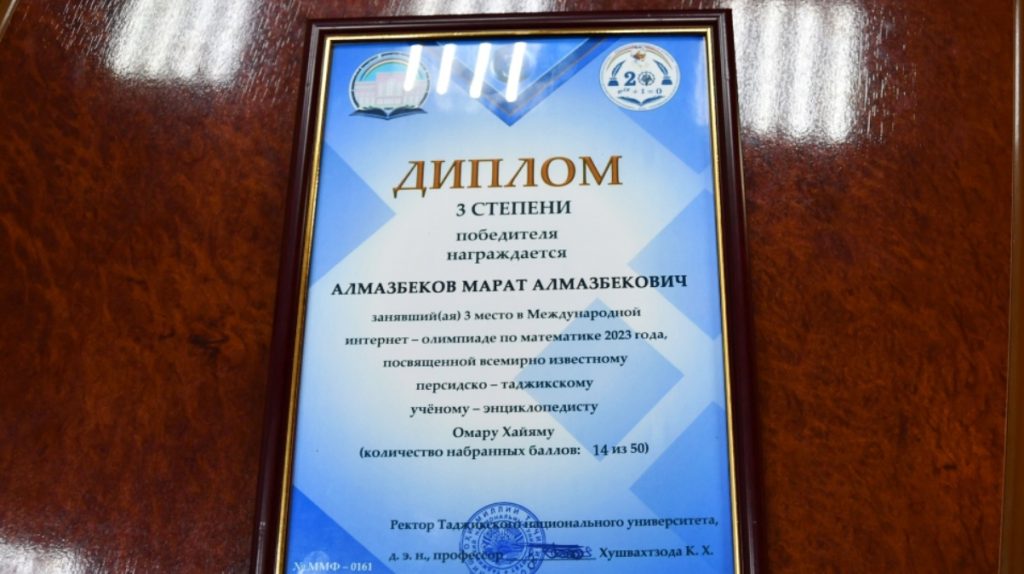 ДИПЛОМ
3 СТЕПЕНИ
победителя
награждается
АЛМАЗБЕКОВ МАРАТ АЛМАЗБЕКОВИЧ
занявший(ая) 3 место в Международной
интернет – олимпиаде по математике 2023 года,
посвященной всемирно известному
персидско – таджикскому
учёному – энциклопедисту
Омару Хайяму
(количество набранных баллов: 14 из 50)
Ректор Таджикского национального университета,
д. э. н., профессор Хушвахтзода К. Х.
№ ММФ – 0161